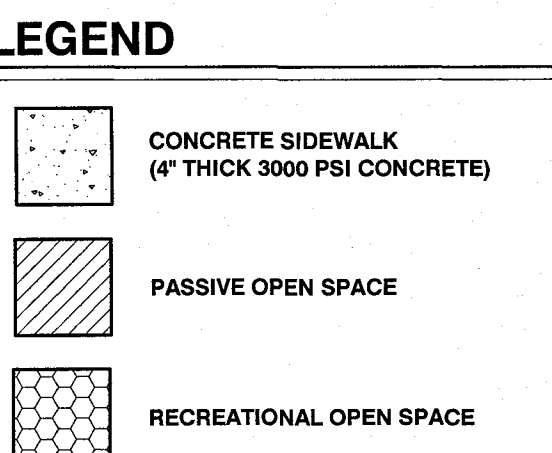 LEGEND
CONCRETE SIDEWALK
(4" THICK 3000 PSI CONCRETE)
PASSIVE OPEN SPACE
RECREATIONAL OPEN SPACE